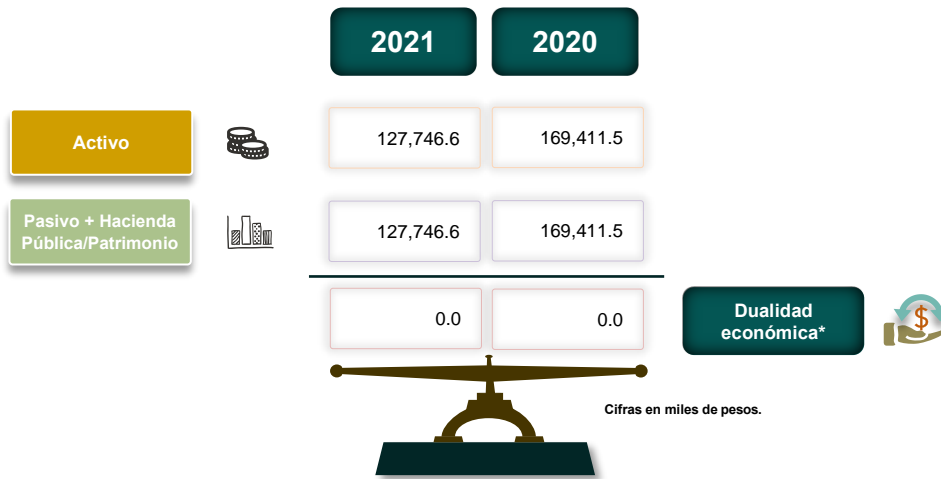 2021 2020
Activo 127,746.6 169,411.5
Pasivo + Hacienda
Pública/Patrimonio 127,746.6 169,411.5
0.0 0.0
Dualidad
económica*
$
Cifras en miles de pesos.